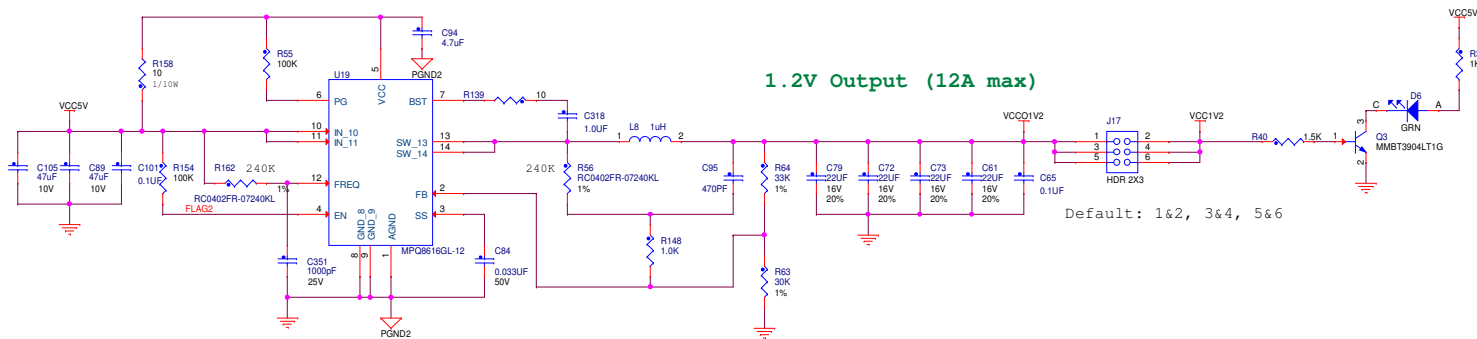 C94
4.7uF
R55
100K
R158
10
1/10W
U19
5
PGND2
VCC
6
PG
BST
7
R139
10
C318
1.0UF
1.2V Output (12A max)
VCC5V
1K
C
D6
A
GRN
VCC5V
10
IN_10
11
IN_11
SW_13
13
SW_14
14
1
L8
1uH
2
VCCO1V2
J17
VCC1V2
1
2
3
4
5
6
HDR 2X3
R40
1.5K
1
3
Q3
MMBT3904LT1G
2
C105
47uF
10V
C89
47uF
10V
C101
0.1UF
R154
100K
R162
240K
RC0402FR-07240KL
1%
12
FREQ
FLAG2
4
EN
FB
2
SS
3
GND_8
GND_9
AGND
8
9
1
MPQ8616GL-12
240K
R56
RC0402FR-07240KL
1%
C95
470PF
R64
33K
1%
C79
22UF
16V
20%
C72
22UF
16V
20%
C73
22UF
16V
20%
C61
22UF
16V
20%
C65
0.1UF
Default: 1&2, 3&4, 5&6
C351
1000pF
25V
C84
0.033UF
50V
R148
1.0K
R63
30K
1%
PGND2